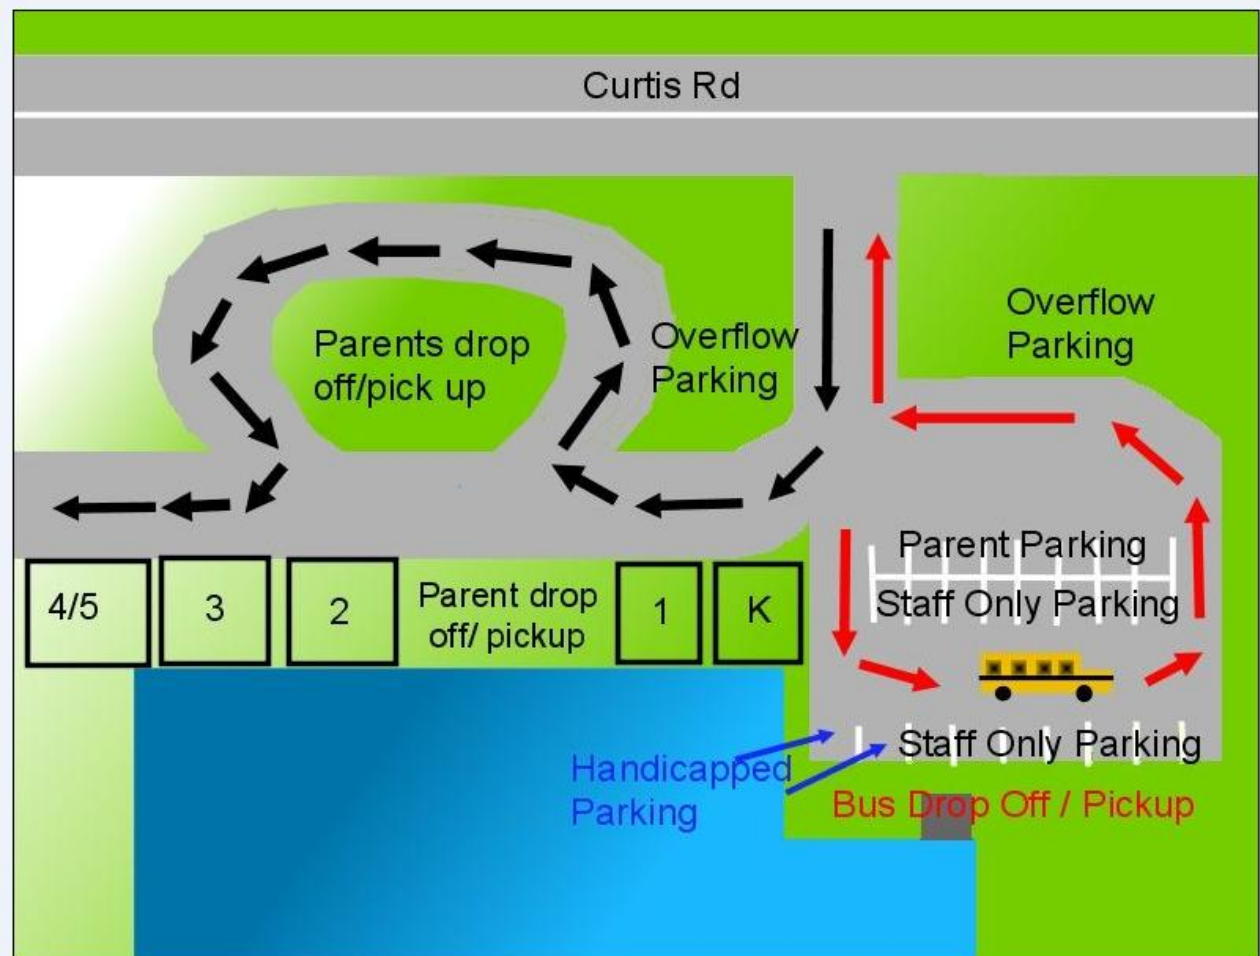 Curtis Rd
Parents drop
off/pick up
Overflow
Parking
Overflow
Parking
Parent Parking
Staff Only Parking
4/5
3
2
Parent drop
off/ pickup
1
K
Staff Only Parking
Handicapped
Parking
Bus Drop Off / Pickup